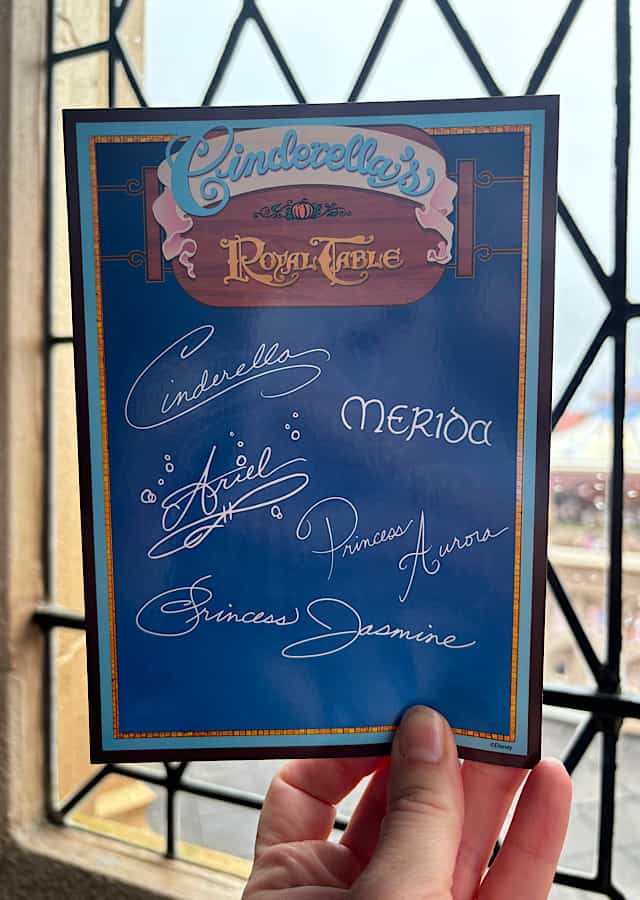 Cinderella's
Royal Table
Cinderella
MERIDA
Ariel
Princess Aurora
Princess Jasmine
©Disney